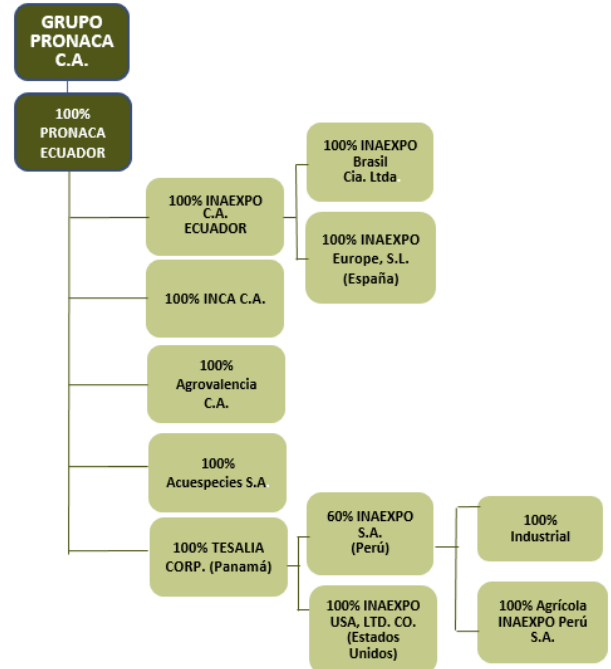 GRUPO
PRONACA
C.A.
100%
PRONACA
ECUADOR
100% INAEXPO
C.A.
ECUADOR
100% INAEXPO
Brasil
Cia. Ltda.
100% INAEXPO
Europe, S.L.
(España)
100% INCA C.A.
100%
Agrovalencia
C.A.
100%
Acuespecies S.A.
100% TESALIA
CORP. (Panamá)
60% INAEXPO
S.A.
(Perú)
100%
Industrial
100% INAEXPO
USA, LTD. CO.
(Estados
Unidos)
100% Agrícola
INAEXPO Perú
S.A.